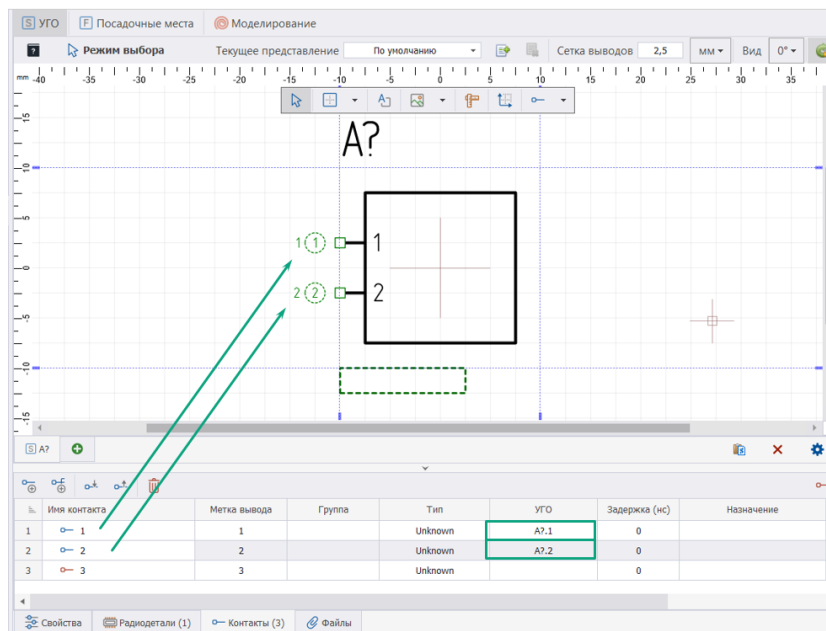 S УГО F Посадочные места Моделирование
? Режим выбора Текущее представление По умолчанию Сетка выводов 2,5 мм Вид 0°
mm -40 -35 -30 -25 -20 -15 -10 -5 0 5 10 15 20 25 30 35
15
10
5
0
-5
-10
-15
A?
1 1 1
2 2 2
S A?
Имя контакта Метка вывода Группа Тип УГО Задержка (нс) Назначение
1 1 1 Unknown A?.1 0
2 2 2 Unknown A?.2 0
3 3 3 Unknown 0
Свойства Радиодетали (1) Контакты (3) Файлы